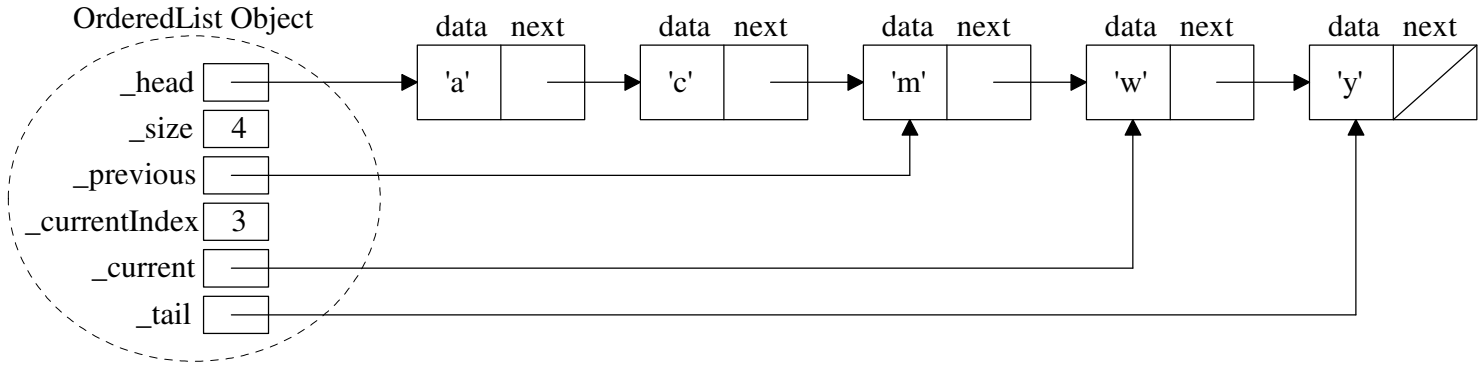 OrderedList Object
data next data next data next data next data next
_head 'a' 'c' 'm' 'w' 'y'
_size 4
_previous
_currentIndex 3
_current
_tail